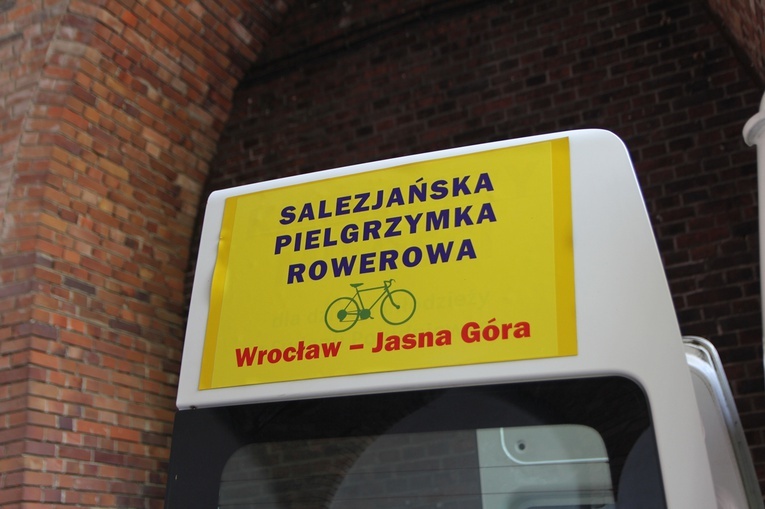 SALEZJAŃSKA
PIELGRZYMKA
ROWEROWA
Wrocław – Jasna Góra